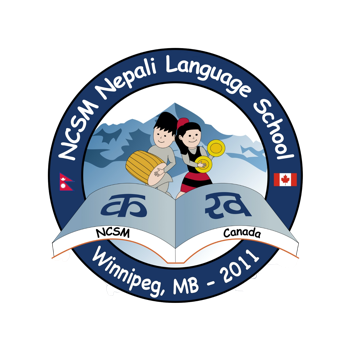 NCSM Nepali Language School
क ख
NCSM Canada
Winnipeg, MB - 2011